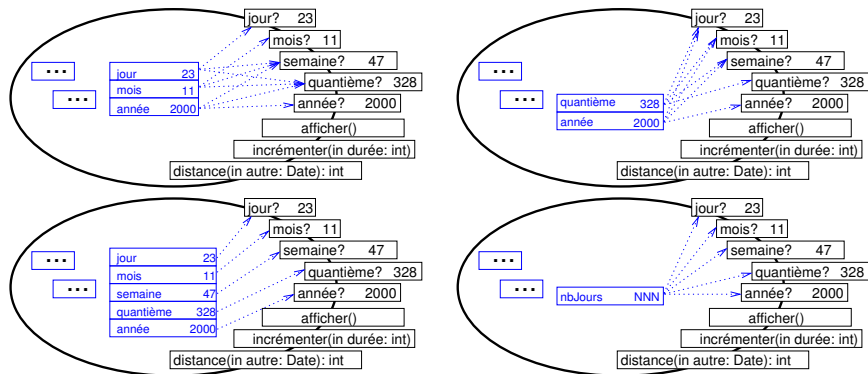 jour? 23
mois? 11
semaine? 47
quantième? 328
année? 2000
afficher()
incrémenter(in durée: int)
distance(in autre: Date): int
...
...
jour 23
mois 11
année 2000
jour? 23
mois? 11
semaine? 47
quantième? 328
année? 2000
afficher()
incrémenter(in durée: int)
distance(in autre: Date): int
...
...
quantième 328
année 2000
jour? 23
mois? 11
semaine? 47
quantième? 328
année? 2000
afficher()
incrémenter(in durée: int)
distance(in autre: Date): int
...
...
jour 23
mois 11
semaine 47
quantième 328
année 2000
jour? 23
mois? 11
semaine? 47
quantième? 328
année? 2000
afficher()
incrémenter(in durée: int)
distance(in autre: Date): int
...
...
nbJours NNN